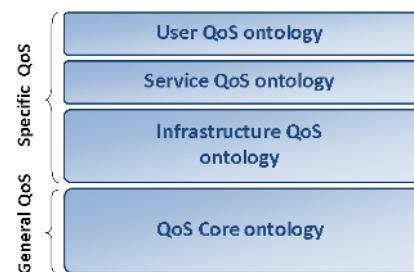 Specific QoS
User QoS ontology
Service QoS ontology
Infrastructure QoS
ontology
General QoS
QoS Core ontology